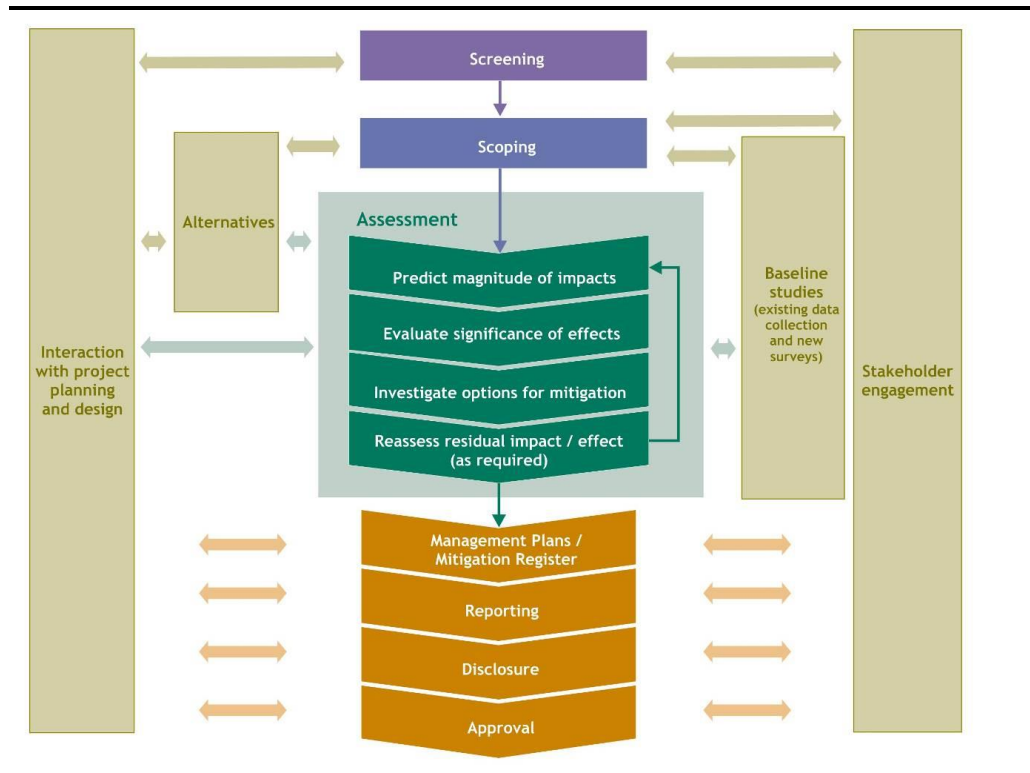 Screening
Scoping
Alternatives
Assessment
Predict magnitude of impacts
Evaluate significance of effects
Investigate options for mitigation
Reassess residual impact / effect
(as required)
Baseline
studies
(existing data
collection
and new
surveys)
Interaction
with project
planning
and design
Stakeholder
engagement
Management Plans /
Mitigation Register
Reporting
Disclosure
Approval